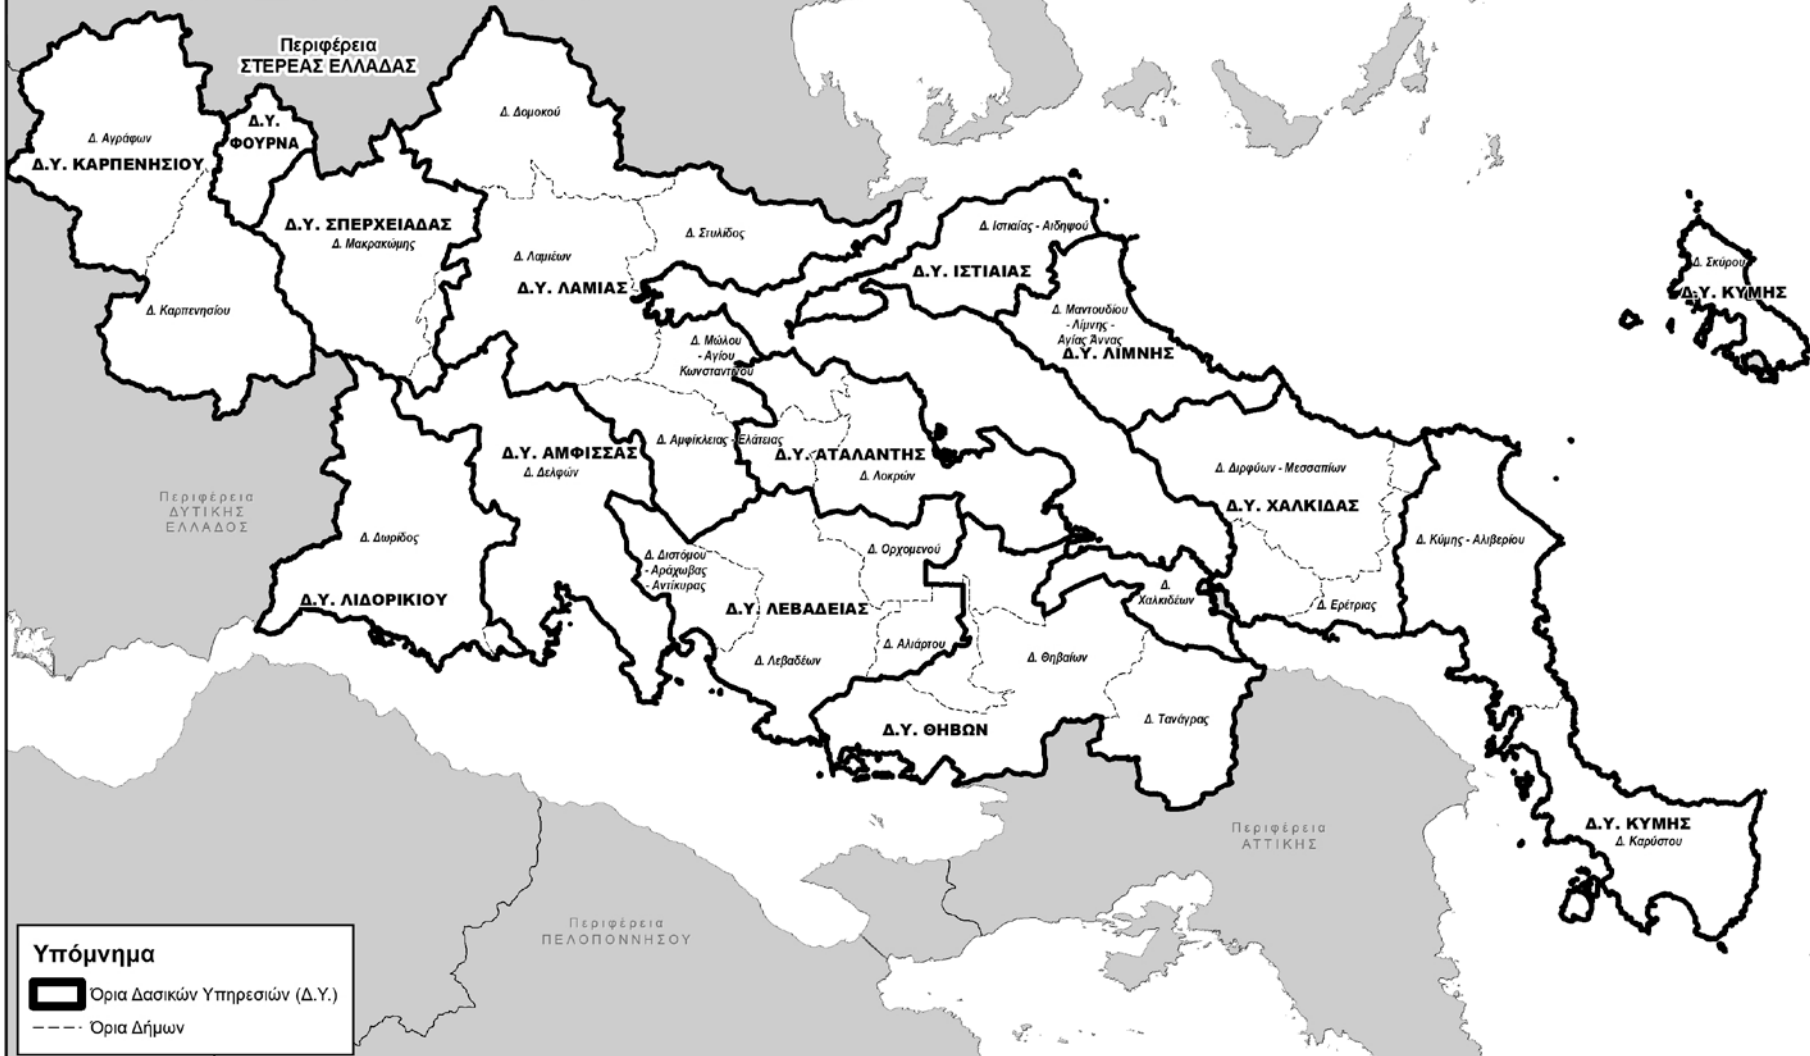 Περιφέρεια
ΣΤΕΡΕΑΣ ΕΛΛΑΔΑΣ
Δ. Δομοκού
Δ.Υ.
ΦΟΥΡΝΑ
Δ. Αγράφων
Δ.Υ. ΚΑΡΠΕΝΗΣΙΟΥ
Δ.Υ. ΣΠΕΡΧΕΙΑΔΑΣ
Δ. Μακρακώμης
Δ. Στυλίδος
Δ. Ιστιαίας - Αιδηψού
Δ. Λαμιέων
Δ.Υ. ΙΣΤΙΑΙΑΣ
Δ. Σκύρου
Δ.Υ. ΛΑΜΙΑΣ
Δ.Υ. ΚΥΜΗΣ
Δ. Καρπενησίου
Δ. Μαντουδίου
- Λίμνης -
Αγίας Άννας
Δ.Υ. ΛΙΜΝΗΣ
Δ. Μώλου
- Αγίου
Κωνσταντίνου
Δ. Αμφίκλειας - Ελάτειας
Δ.Υ. ΑΜΦΙΣΣΑΣ
Δ. Δελφών
Δ.Υ. ΑΤΑΛΑΝΤΗΣ
Δ. Λοκρών
Δ. Διρφύων - Μεσσαπίων
Δ.Υ. ΧΑΛΚΙΔΑΣ
Περιφέρεια
ΔΥΤΙΚΗΣ
ΕΛΛΑΔΟΣ
Δ. Δωρίδος
Δ. Κύμης - Αλιβερίου
Δ. Διστόμου
- Αράχωβας
- Αντίκυρας
Δ. Ορχομενού
Δ.
Χαλκιδέων
Δ. Ερέτριας
Δ.Υ. ΛΙΔΟΡΙΚΙΟΥ
Δ.Υ. ΛΕΒΑΔΕΙΑΣ
Δ. Αλιάρτου
Δ. Λεβαδέων
Δ. Θηβαίων
Δ. Τανάγρας
Δ.Υ. ΘΗΒΩΝ
Δ.Υ. ΚΥΜΗΣ
Δ. Καρύστου
Περιφέρεια
ΑΤΤΙΚΗΣ
Περιφέρεια
ΠΕΛΟΠΟΝΝΗΣΟΥ
Υπόμνημα
Όρια Δασικών Υπηρεσιών (Δ.Υ.)
Όρια Δήμων